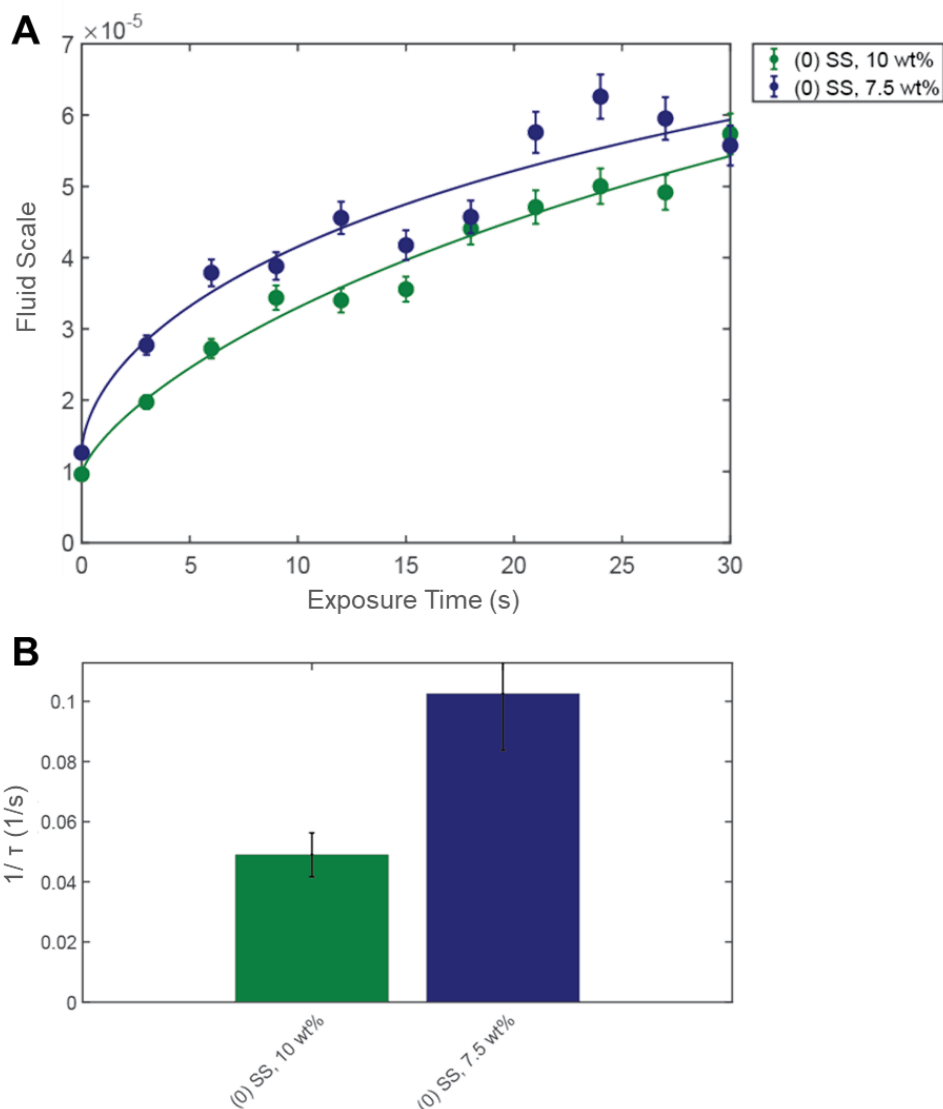 A
×10⁻⁵
7
6
5
4
3
2
1
0
Fluid Scale
0 5 10 15 20 25 30
Exposure Time (s)
(0) SS, 10 wt%
(0) SS, 7.5 wt%
B
0.1
0.08
0.06
0.04
0.02
0
1/ τ (1/s)
(0) SS, 10 wt%
(0) SS, 7.5 wt%